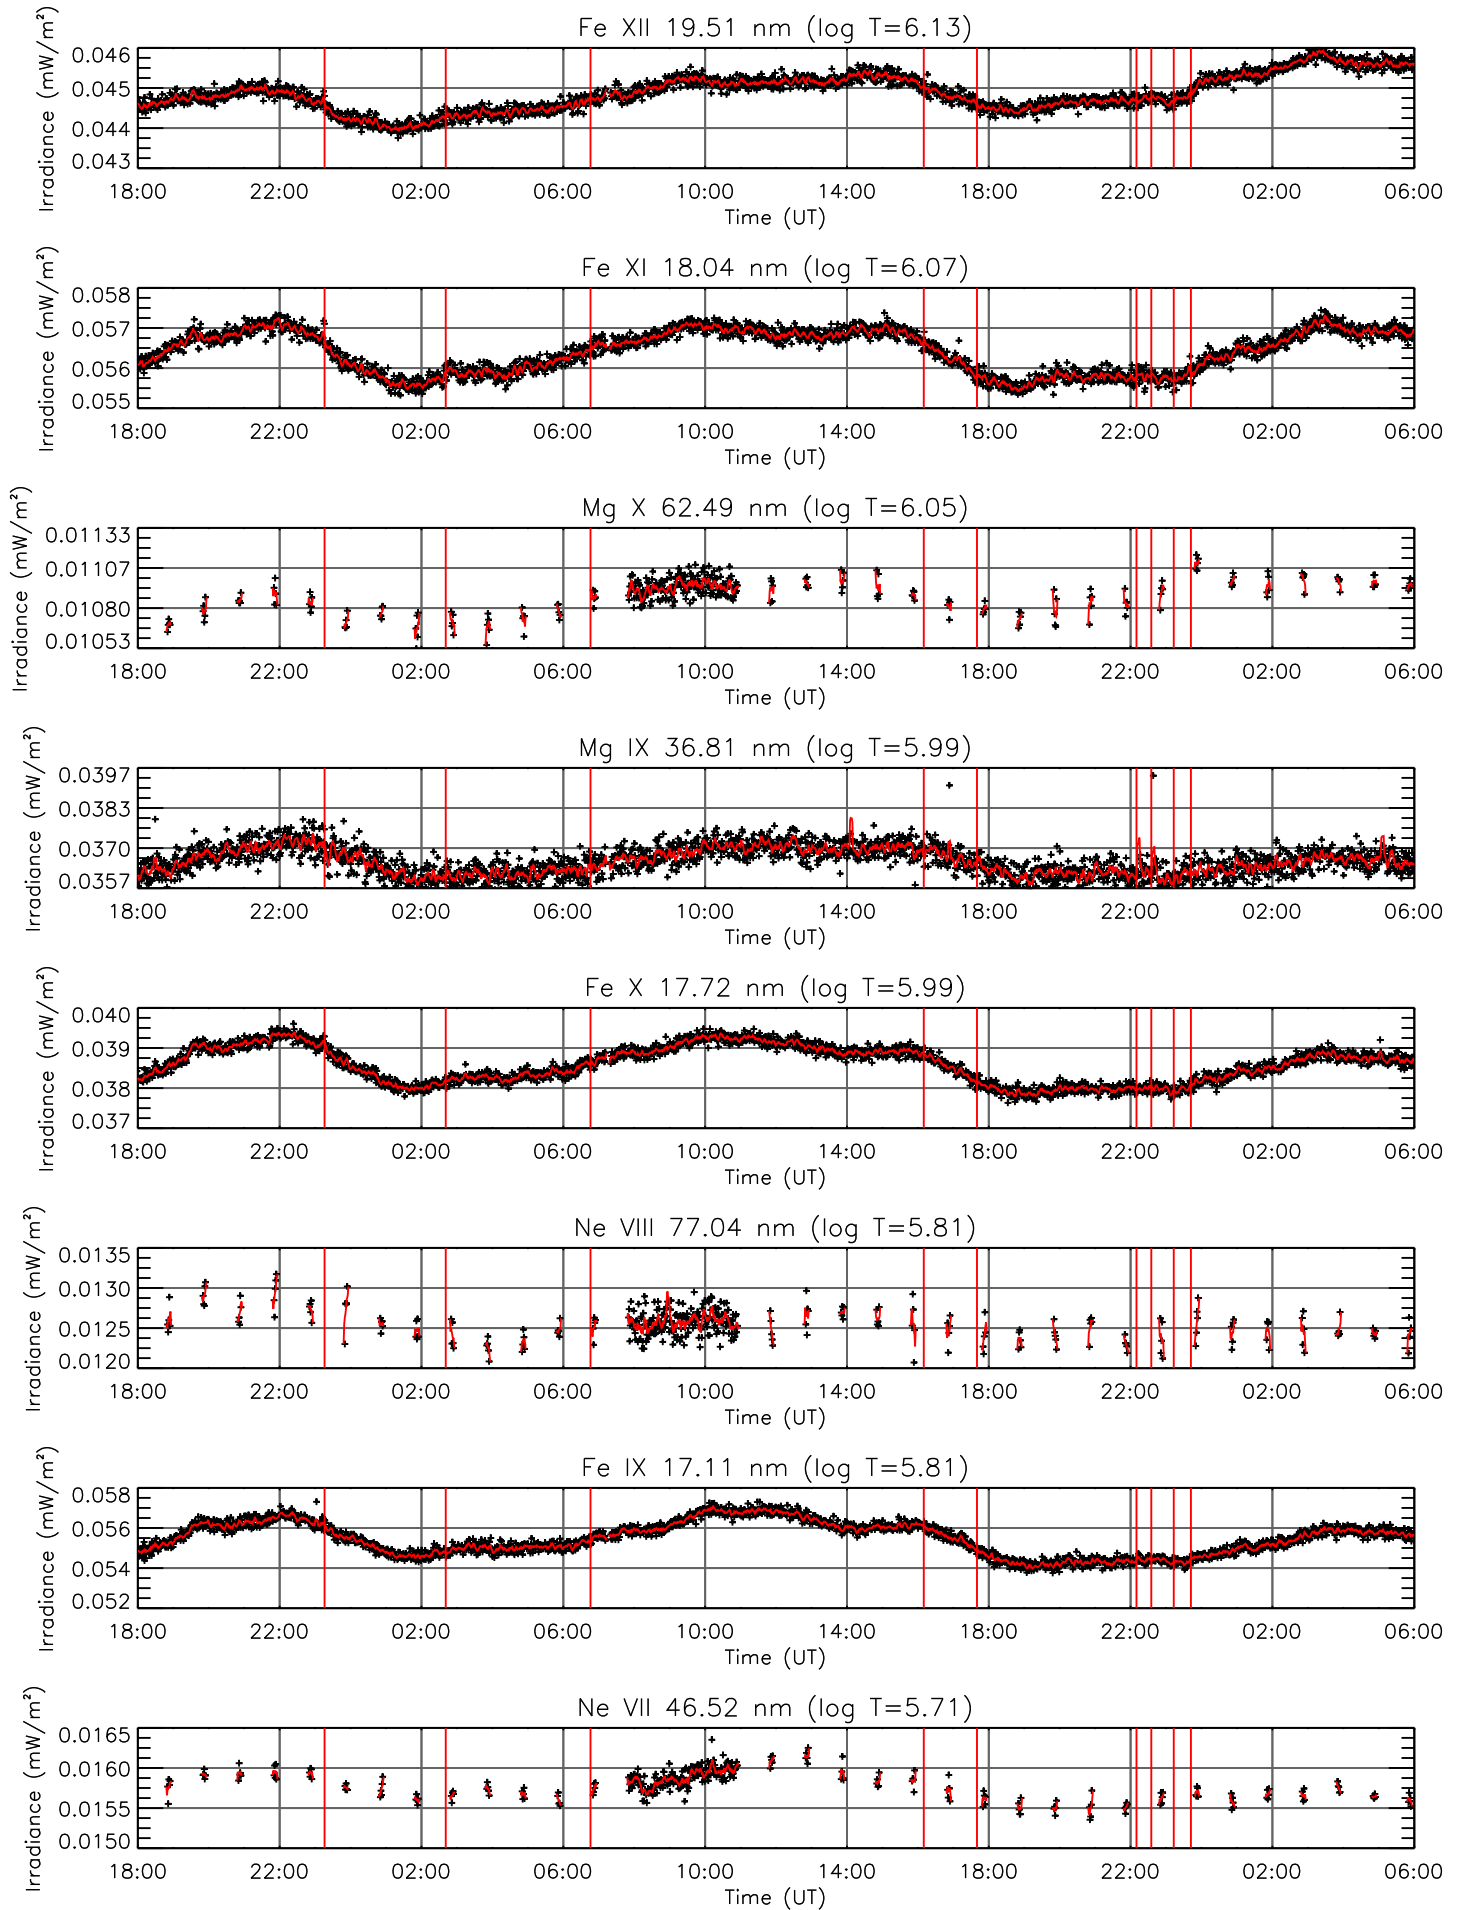 Fe XII 19.51 nm (log T=6.13)
Irradiance (mW/m²)
0.046
0.045
0.044
0.043
18:00 22:00 02:00 06:00 10:00 14:00 18:00 22:00 02:00 06:00
Time (UT)
Fe XI 18.04 nm (log T=6.07)
Irradiance (mW/m²)
0.058
0.057
0.056
0.055
18:00 22:00 02:00 06:00 10:00 14:00 18:00 22:00 02:00 06:00
Time (UT)
Mg X 62.49 nm (log T=6.05)
Irradiance (mW/m²)
0.01133
0.01107
0.01080
0.01053
18:00 22:00 02:00 06:00 10:00 14:00 18:00 22:00 02:00 06:00
Time (UT)
Mg IX 36.81 nm (log T=5.99)
Irradiance (mW/m²)
0.0397
0.0383
0.0370
0.0357
18:00 22:00 02:00 06:00 10:00 14:00 18:00 22:00 02:00 06:00
Time (UT)
Fe X 17.72 nm (log T=5.99)
Irradiance (mW/m²)
0.040
0.039
0.038
0.037
18:00 22:00 02:00 06:00 10:00 14:00 18:00 22:00 02:00 06:00
Time (UT)
Ne VIII 77.04 nm (log T=5.81)
Irradiance (mW/m²)
0.0135
0.0130
0.0125
0.0120
18:00 22:00 02:00 06:00 10:00 14:00 18:00 22:00 02:00 06:00
Time (UT)
Fe IX 17.11 nm (log T=5.81)
Irradiance (mW/m²)
0.058
0.056
0.054
0.052
18:00 22:00 02:00 06:00 10:00 14:00 18:00 22:00 02:00 06:00
Time (UT)
Ne VII 46.52 nm (log T=5.71)
Irradiance (mW/m²)
0.0165
0.0160
0.0155
0.0150
18:00 22:00 02:00 06:00 10:00 14:00 18:00 22:00 02:00 06:00
Time (UT)